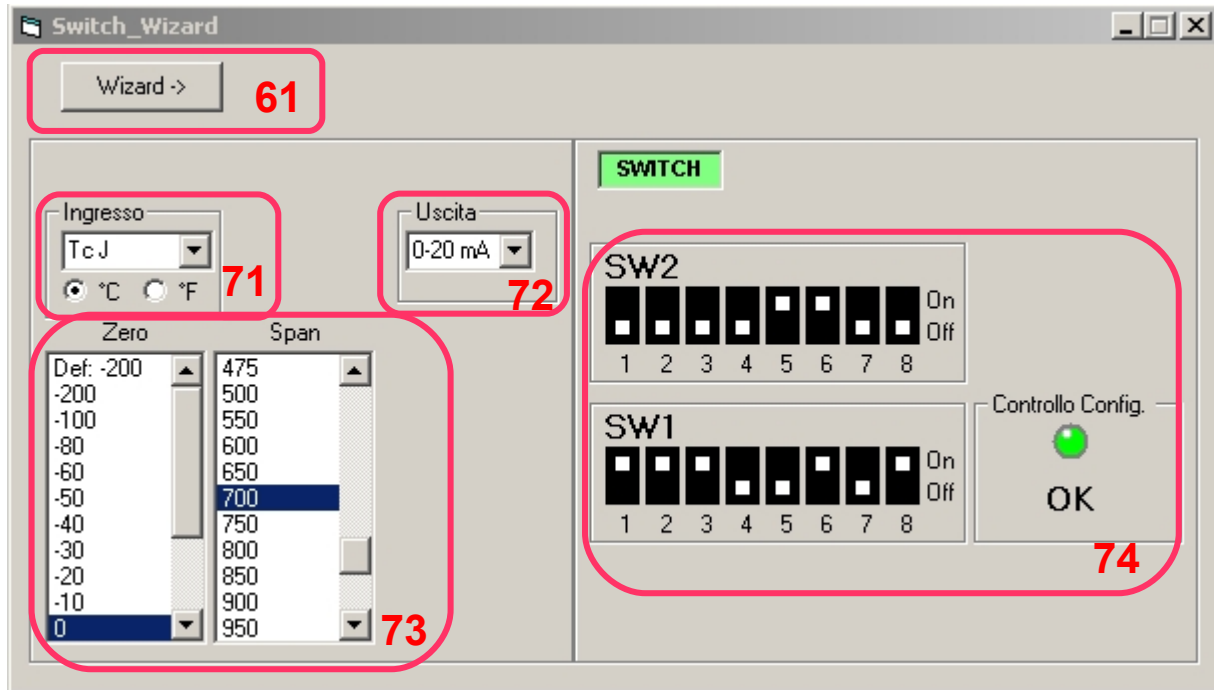 Switch_Wizard
Wizard ->
61
SWITCH
Ingresso
Tc J
°C °F
71
Uscita
0-20 mA
72
Zero Span
Def: -200 475
-200 500
-100 550
-80 600
-60 650
-50 700
-40 750
-30 800
-20 850
-10 900
0 950
73
SW2
On
Off
1 2 3 4 5 6 7 8
SW1
On
Off
1 2 3 4 5 6 7 8
Controllo Config.
OK
74